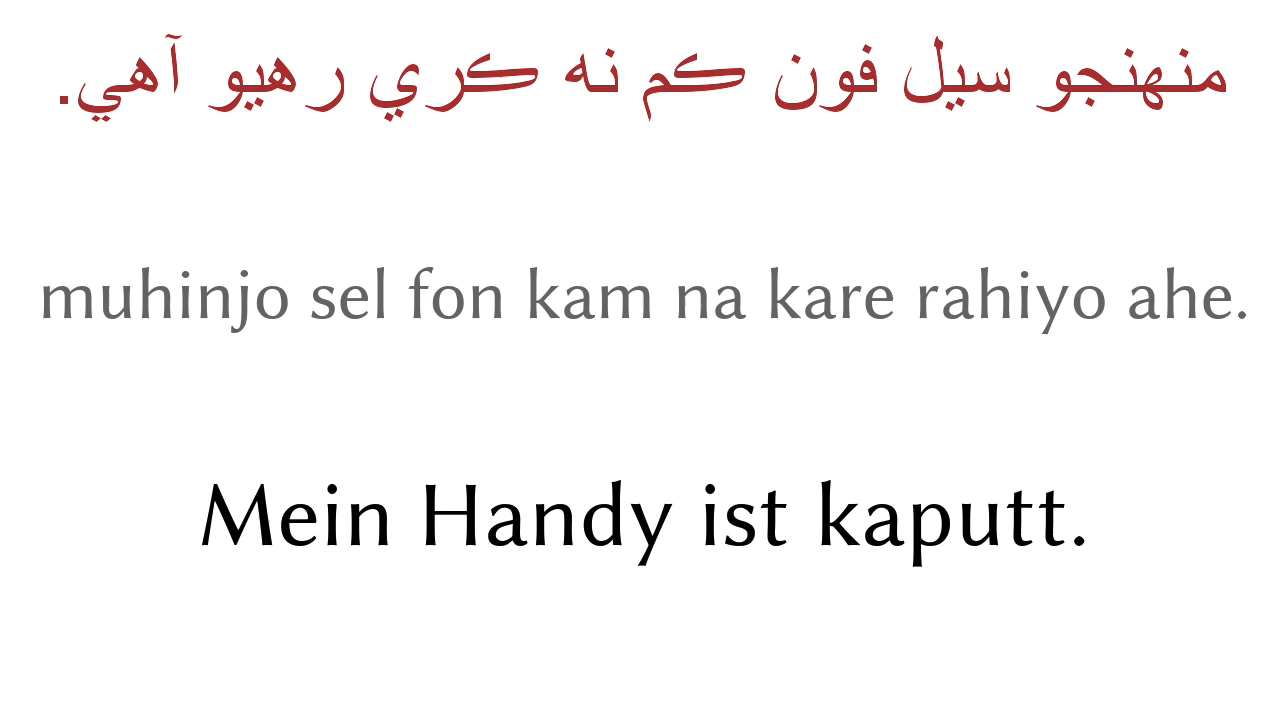 منهنجو سيل فون ڪم نه ڪري رهيو آهي.
muhinjo sel fon kam na kare rahiyo ahe.
Mein Handy ist kaputt.